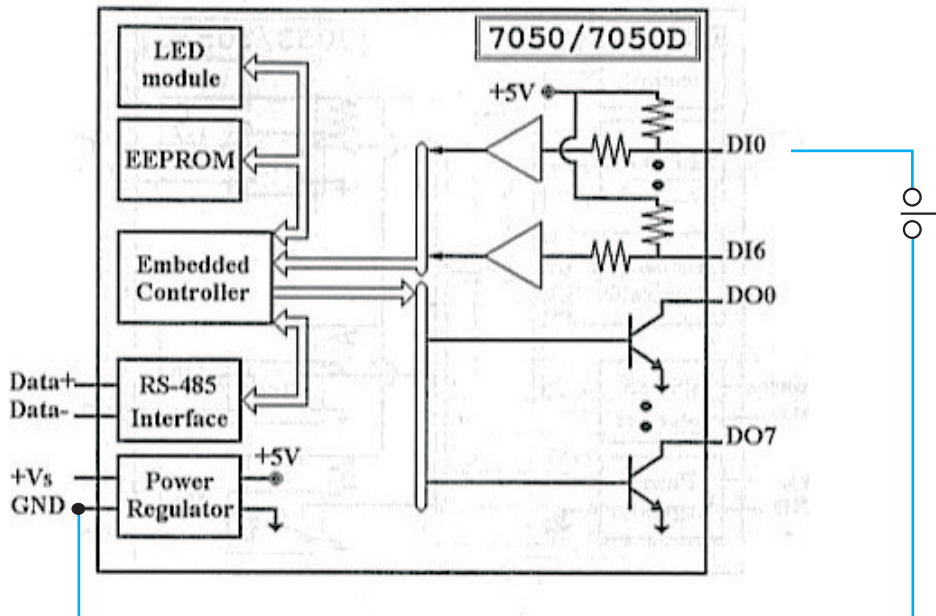 7050/7050D
LED
module
EEPROM
Embedded
Controller
RS-485
Interface
Power
Regulator
Data+
Data-
+Vs
GND
+5V
+5V
DI0
DI6
DO0
DO7